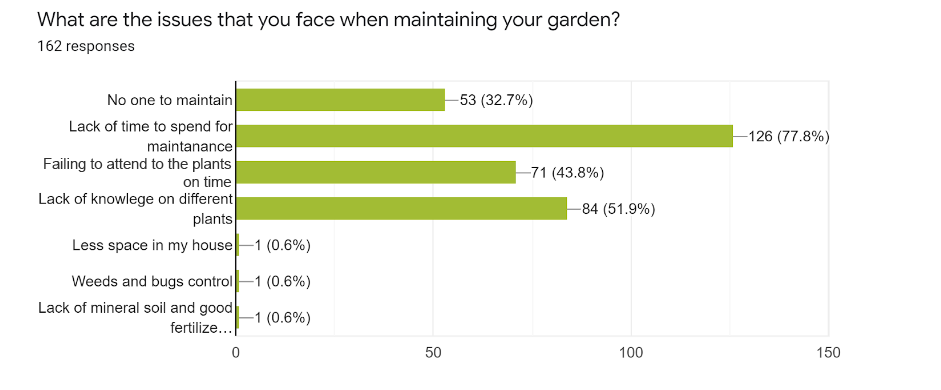 What are the issues that you face when maintaining your garden?
162 responses
No one to maintain
53 (32.7%)
Lack of time to spend for
maintanance
126 (77.8%)
Failing to attend to the plants
on time
71 (43.8%)
Lack of knowlege on different
plants
84 (51.9%)
Less space in my house
1 (0.6%)
Weeds and bugs control
1 (0.6%)
Lack of mineral soil and good
fertilize…
1 (0.6%)
0
50
100
150